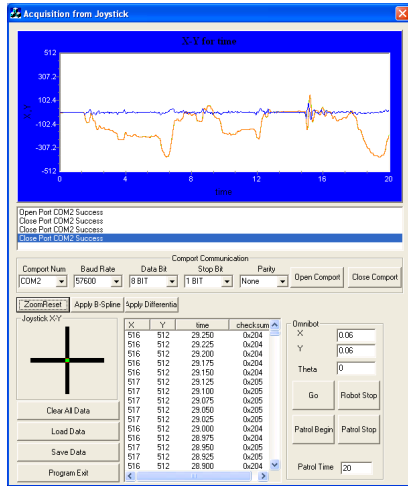 Acquisition from Joystick
X-Y for time
512
307.2
102.4
-102.4
-307.2
-512
X-Y
0 4 8 12 16 20
time
Open Port COM2 Success
Close Port COM2 Success
Close Port COM2 Success
Close Port COM2 Success
Comport Communication
Comport Num Baud Rate Data Bit Stop Bit Parity
COM2 57600 8 BIT 1 BIT None Open Comport Close Comport
ZoomReset Apply B-Spline Apply Differentia
Joystick X-Y
X Y time checksum
516 512 29.250 0x204
516 512 29.225 0x204
516 512 29.200 0x204
516 512 29.175 0x204
516 512 29.150 0x204
517 512 29.125 0x205
517 512 29.100 0x205
517 512 29.075 0x205
517 512 29.050 0x205
517 512 29.025 0x205
516 512 29.000 0x204
516 512 28.975 0x204
517 512 28.950 0x205
517 512 28.925 0x205
516 512 28.900 0x204
Clear All Data
Load Data
Save Data
Program Exit
Omnibot
X 0.06
Y 0.06
Theta 0
Go Robot Stop
Patrol Begin Patrol Stop
Patrol Time 20